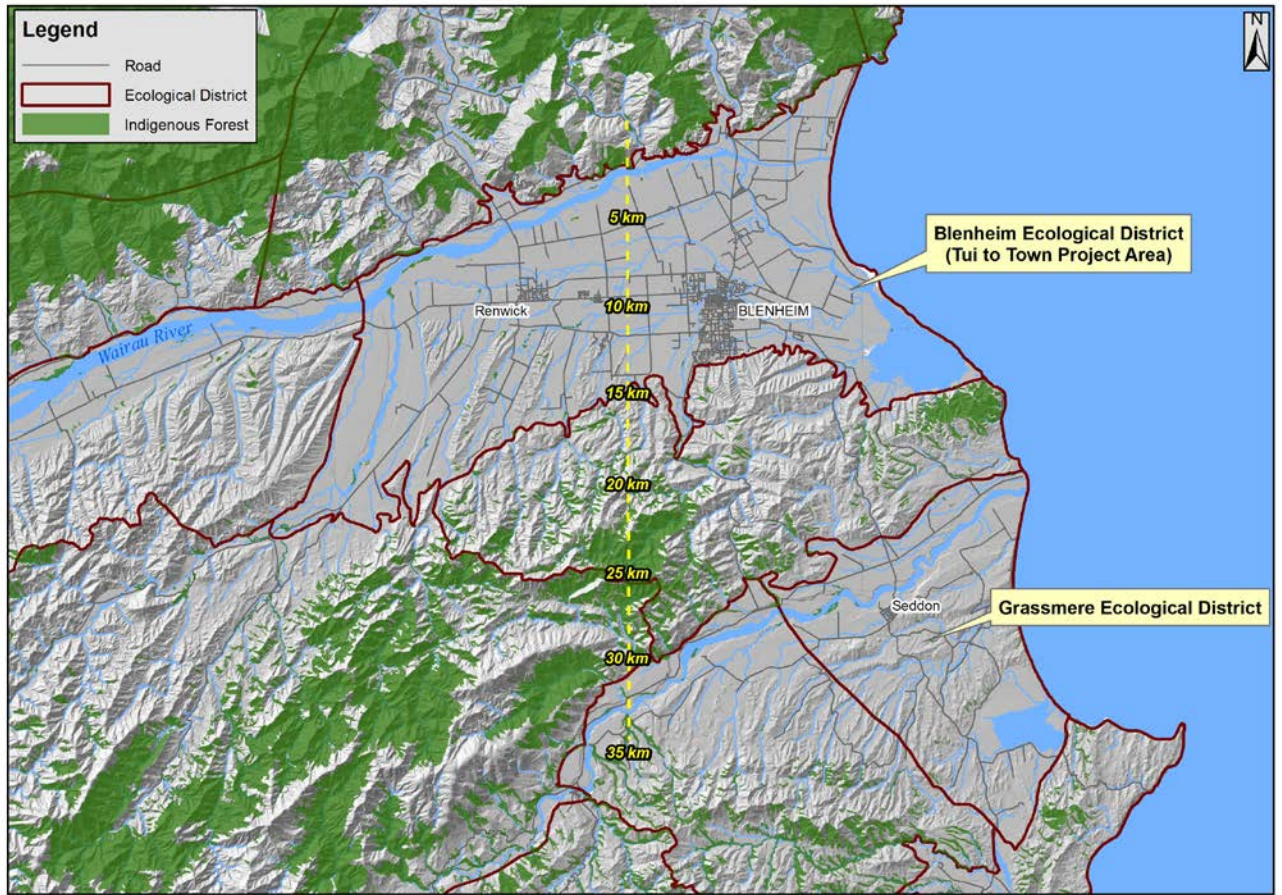 Legend
Road
Ecological District
Indigenous Forest
N
5 km
Blenheim Ecological District
(Tui to Town Project Area)
Renwick
10 km
BLENHEIM
Wairau River
15 km
20 km
25 km
Seddon
Grassmere Ecological District
30 km
35 km